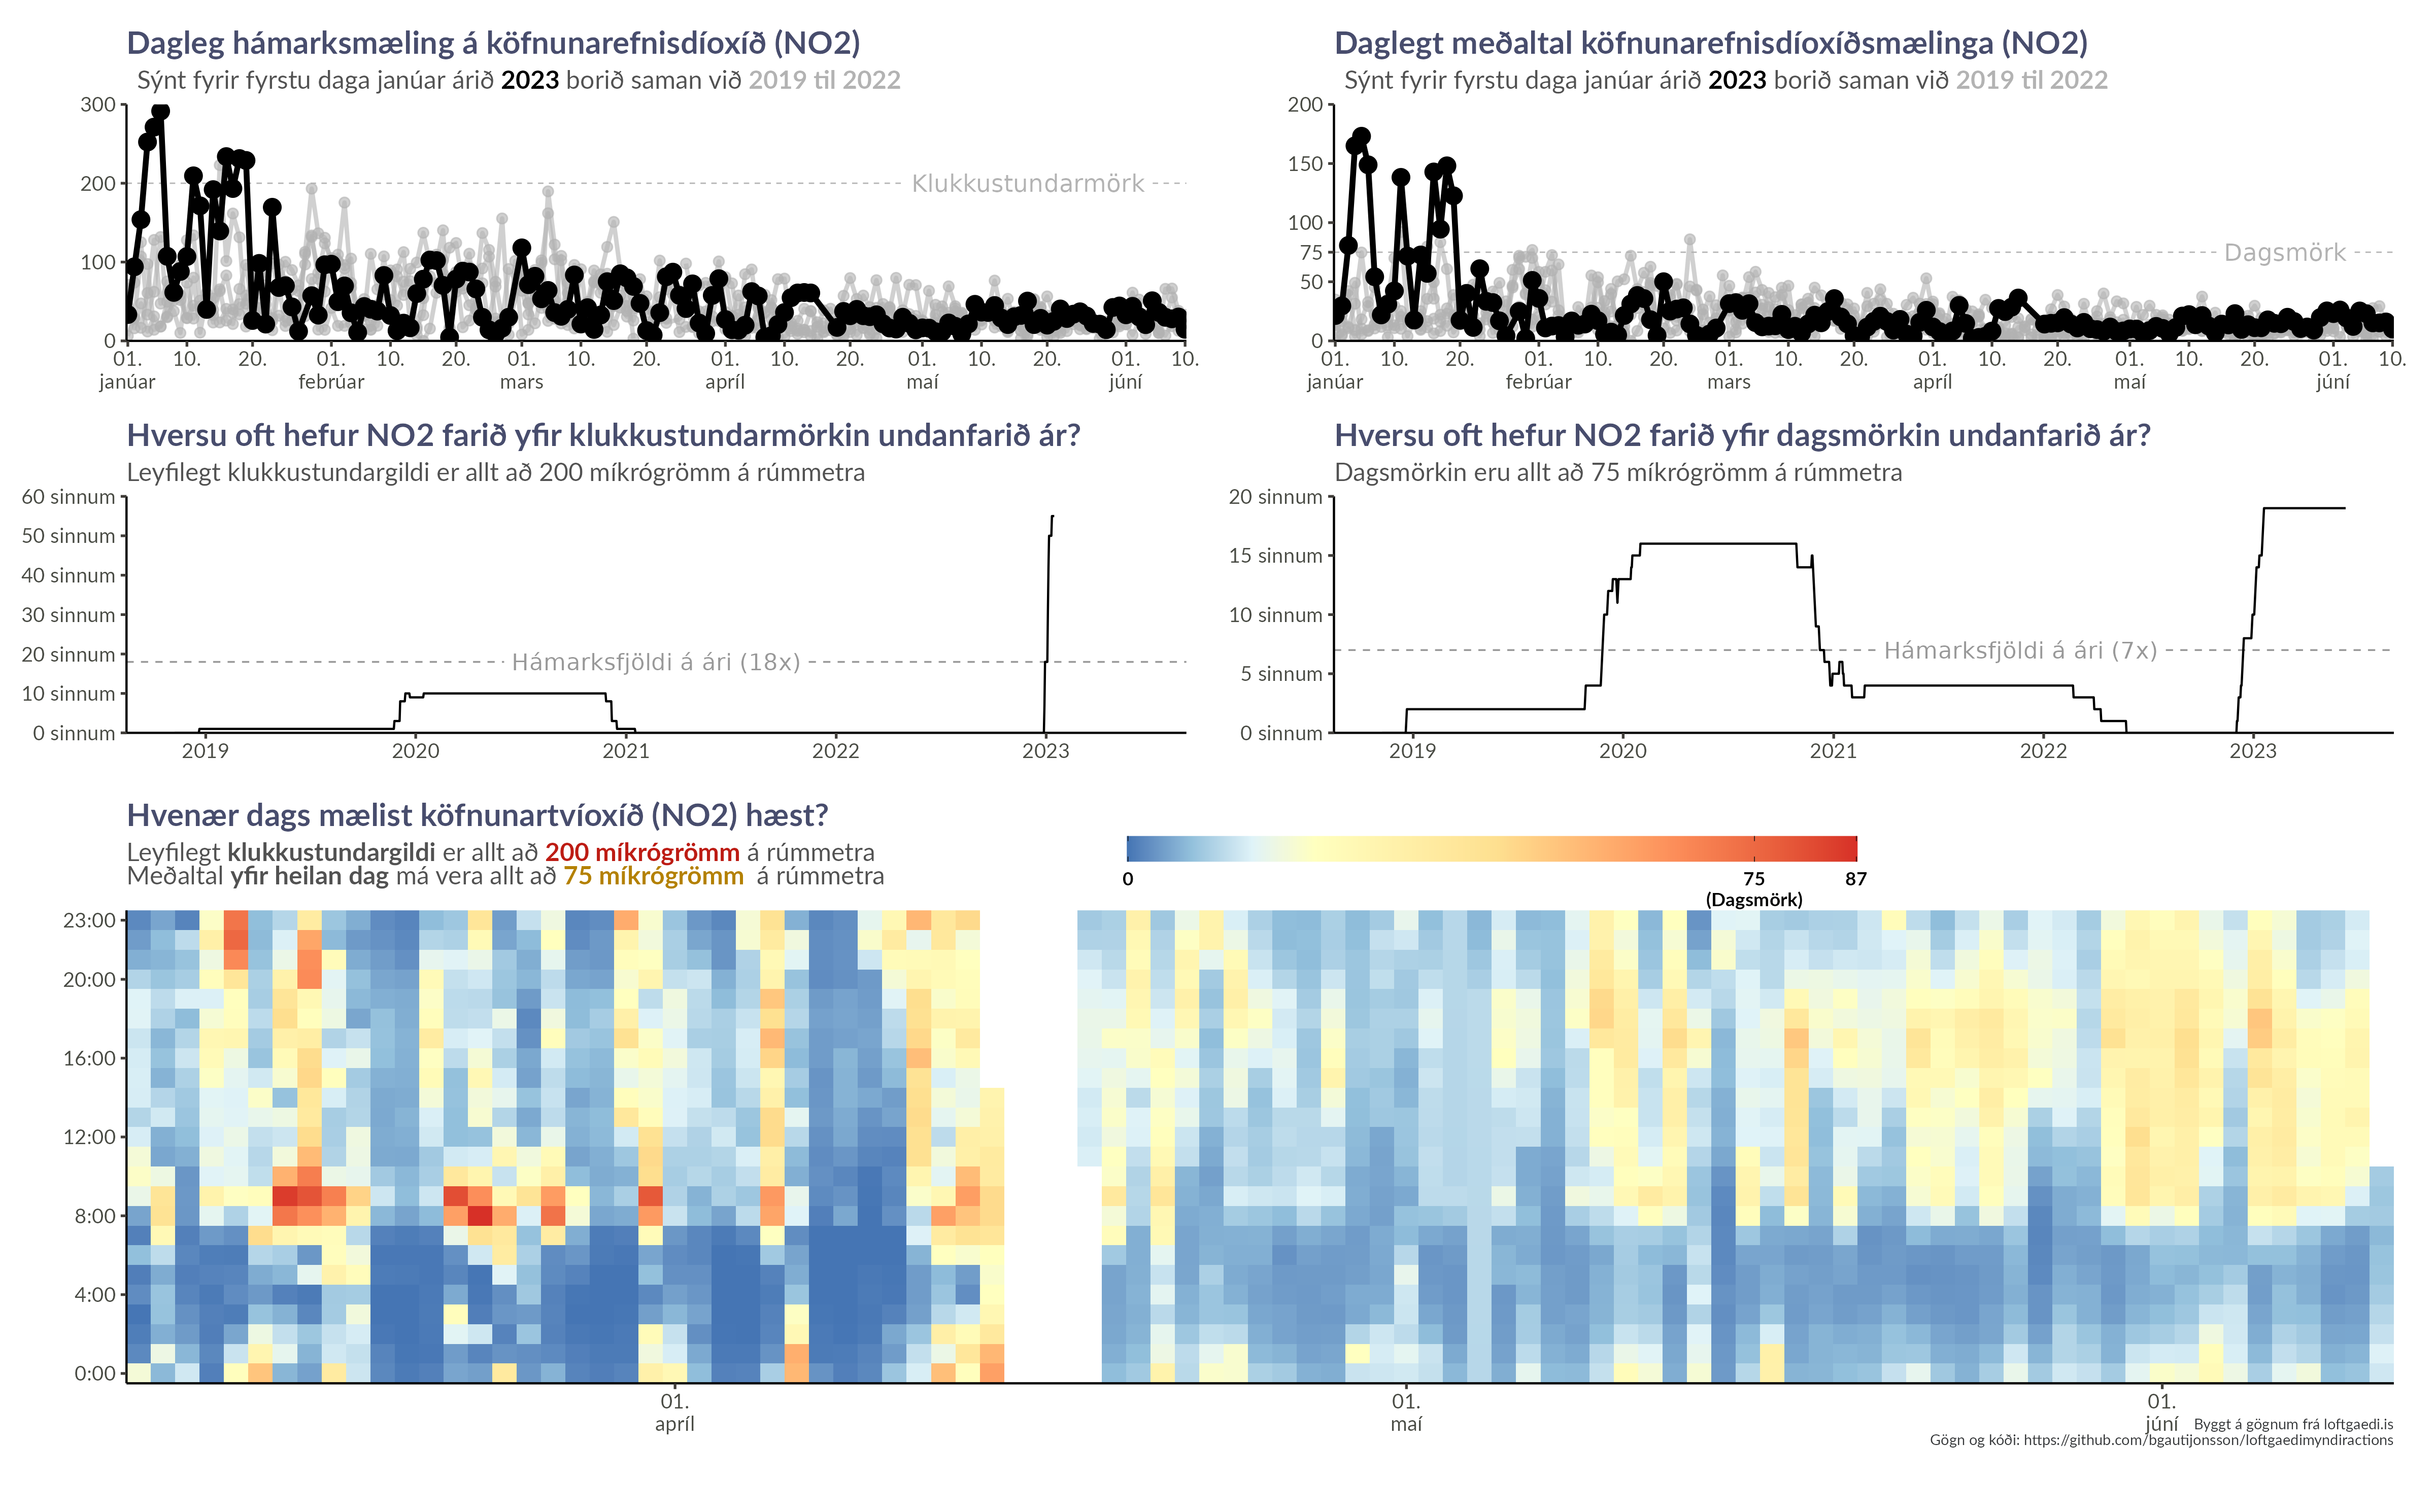 Dagleg hámarksmæling á köfnunarefnisdíoxíð (NO2)
Sýnt fyrir fyrstu daga janúar árið 2023 borið saman við 2019 til 2022
300
200
100
0
Klukkustundarmörk
01. 10. 20. 01. 10. 20. 01. 10. 20. 01. 10. 20. 01. 10. 20. 01. 10.
janúar febrúar mars apríl maí júní
Daglegt meðaltal köfnunarefnisdíoxíðsmælinga (NO2)
Sýnt fyrir fyrstu daga janúar árið 2023 borið saman við 2019 til 2022
200
150
100
75
50
0
Dagsmörk
01. 10. 20. 01. 10. 20. 01. 10. 20. 01. 10. 20. 01. 10. 20. 01. 10.
janúar febrúar mars apríl maí júní
Hversu oft hefur NO2 farið yfir klukkustundarmörkin undanfarið ár?
Leyfilegt klukkustundargildi er allt að 200 míkrógrömm á rúmmetra
60 sinnum
50 sinnum
40 sinnum
30 sinnum
20 sinnum
10 sinnum
0 sinnum
Hámarksfjöldi á ári (18x)
2019 2020 2021 2022 2023
Hversu oft hefur NO2 farið yfir dagsmörkin undanfarið ár?
Dagsmörkin eru allt að 75 míkrógrömm á rúmmetra
20 sinnum
15 sinnum
10 sinnum
5 sinnum
0 sinnum
Hámarksfjöldi á ári (7x)
2019 2020 2021 2022 2023
Hvenær dags mælist köfnunartvíoxíð (NO2) hæst?
Leyfilegt klukkustundargildi er allt að 200 míkrógrömm á rúmmetra
Meðaltal yfir heilan dag má vera allt að 75 míkrógrömm á rúmmetra
0 75 87
(Dagsmörk)
23:00
20:00
16:00
12:00
8:00
4:00
0:00
01. 01. 01.
apríl maí júní
Byggt á gögnum frá loftgaedi.is
Gögn og kóði: https://github.com/bgautijonsson/loftgaedimyndiractions